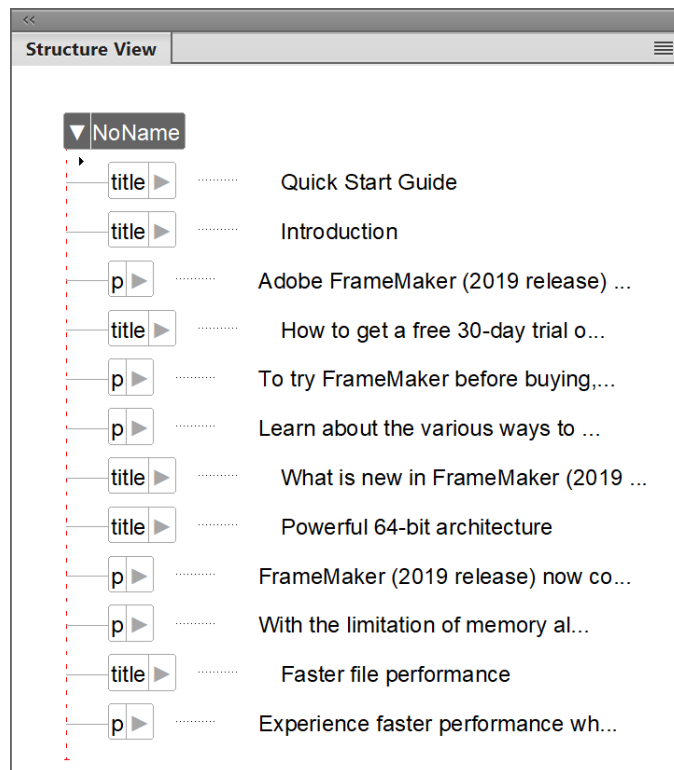 <<
Structure View
NoName
title Quick Start Guide
title Introduction
p Adobe FrameMaker (2019 release) ...
title How to get a free 30-day trial o...
p To try FrameMaker before buying,...
p Learn about the various ways to ...
title What is new in FrameMaker (2019 ...
title Powerful 64-bit architecture
p FrameMaker (2019 release) now co...
p With the limitation of memory al...
title Faster file performance
p Experience faster performance wh...